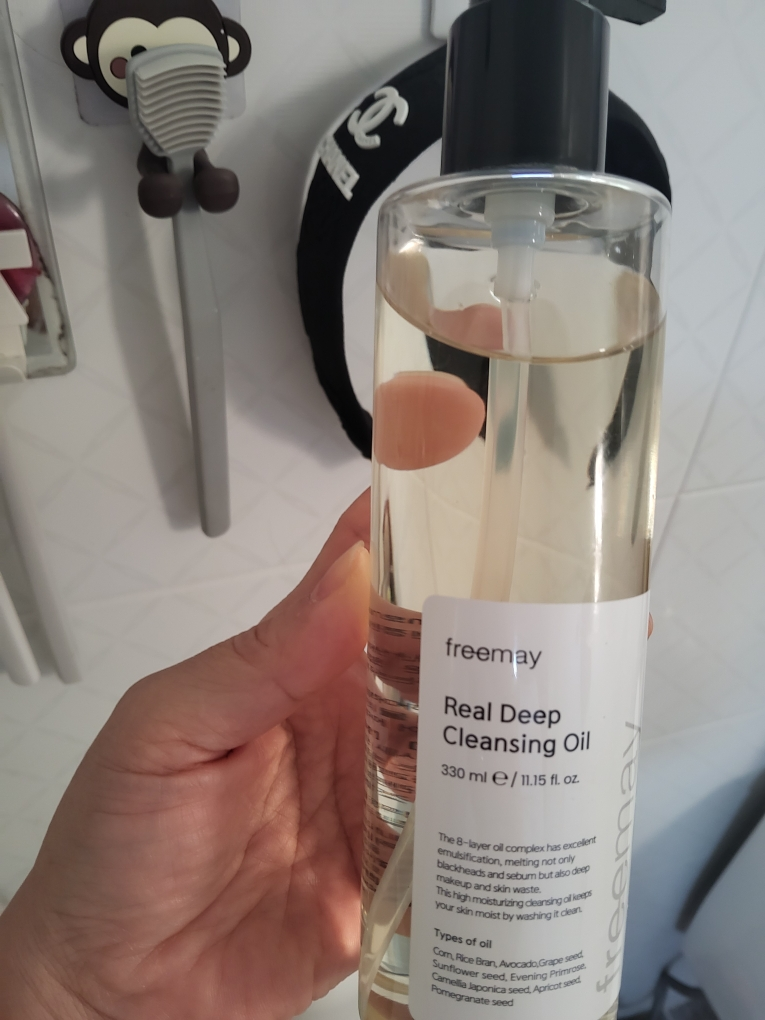 CHANEL
freemay
Real Deep
Cleansing Oil
330 ml ℮ / 11.15 fl. oz.
The 8-layer oil complex has excellent
emulsification, melting not only
blackheads and sebum but also deep
makeup and skin waste.
This high moisturizing cleansing oil keeps
your skin moist by washing it clean.
Types of oil
Corn, Rice Bran, Avocado,Grape seed,
Sunflower seed, Evening Primrose,
Camellia Japonica seed, Apricot seed,
Pomegranate seed
freemay